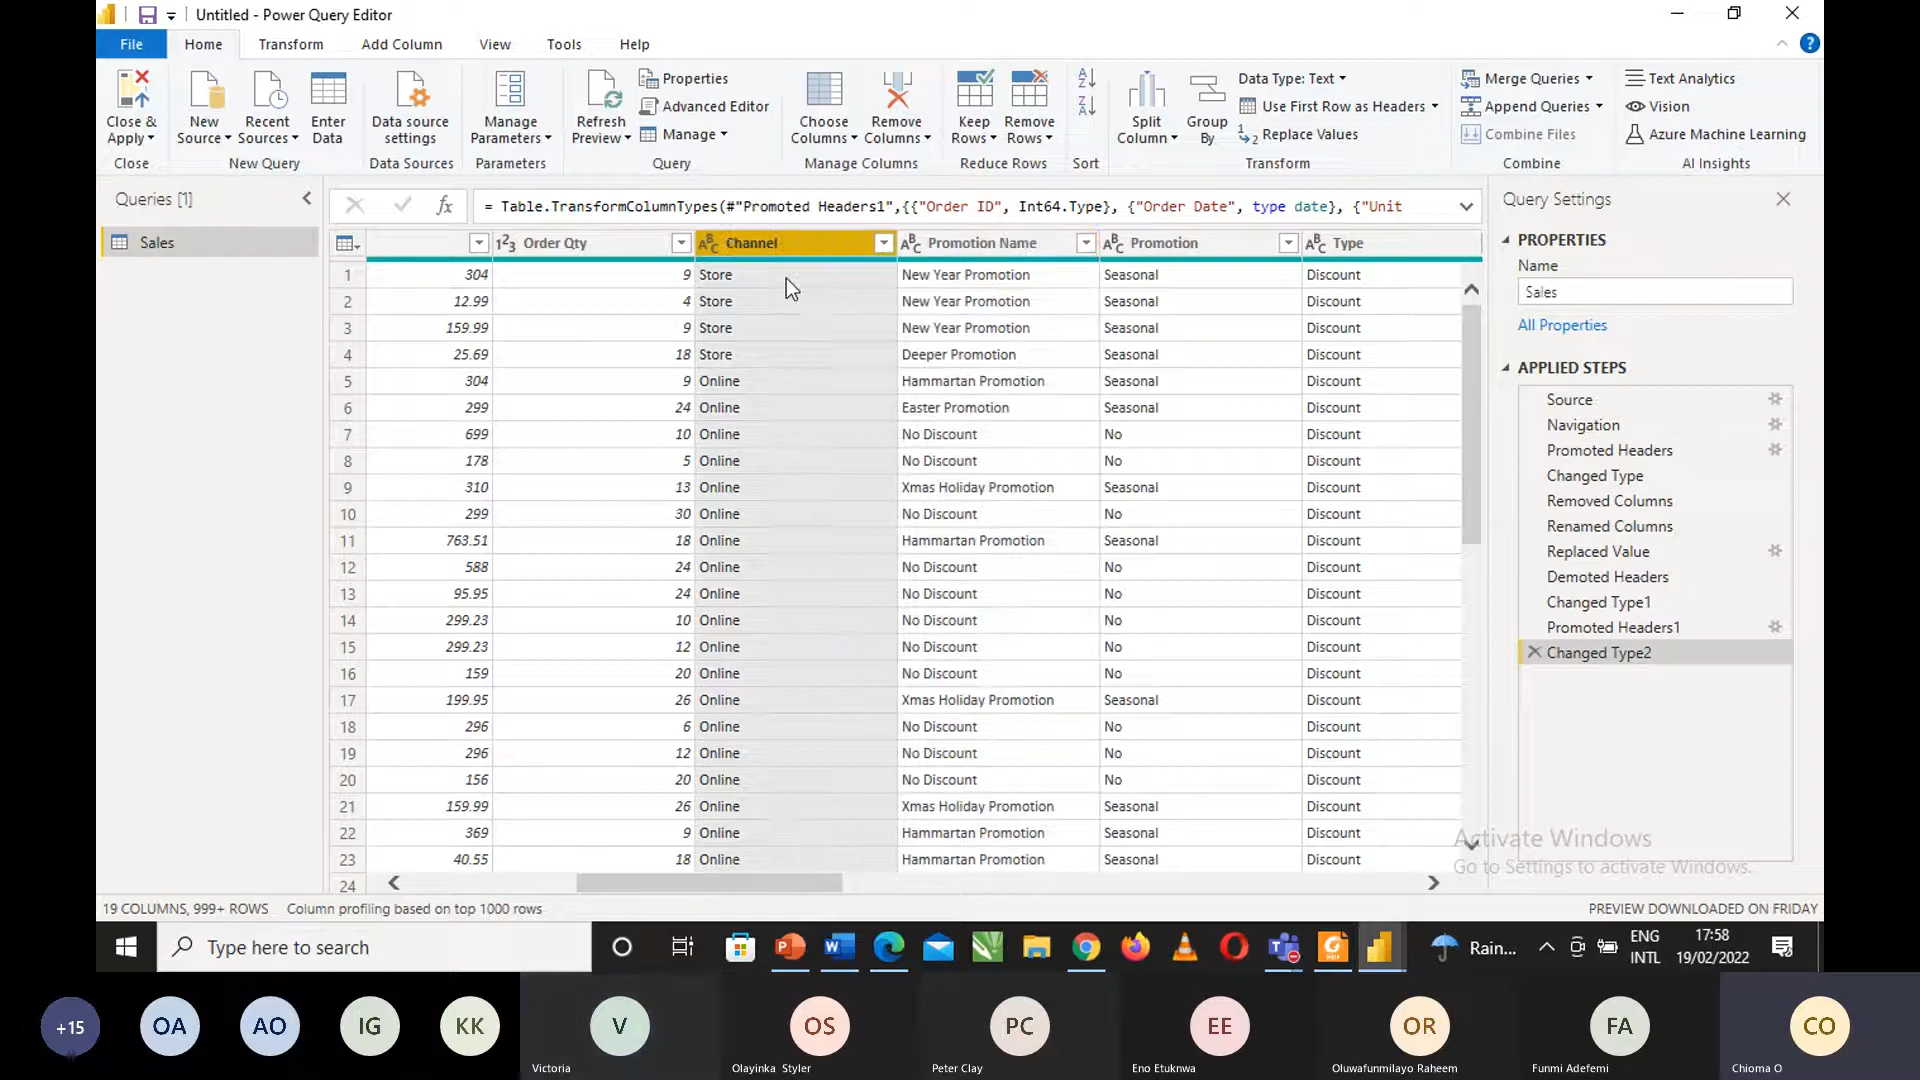 Untitled - Power Query Editor
File Home Transform Add Column View Tools Help
Close & Apply
New Source
Recent Sources
Enter Data
Data source settings
Manage Parameters
Refresh Preview
Properties
Advanced Editor
Manage
Choose Columns
Remove Columns
Keep Rows
Remove Rows
Split Column
Group By
Data Type: Text
Use First Row as Headers
Replace Values
Merge Queries
Append Queries
Combine Files
Text Analytics
Vision
Azure Machine Learning
Close New Query Data Sources Parameters Query Manage Columns Reduce Rows Sort Transform Combine AI Insights
Queries [1]
Sales
fx = Table.TransformColumnTypes(#"Promoted Headers1",{{"Order ID", Int64.Type}, {"Order Date", type date}, {"Unit
Order Qty Channel Promotion Name Promotion Type
1 304 9 Store New Year Promotion Seasonal Discount
2 12.99 4 Store New Year Promotion Seasonal Discount
3 159.99 9 Store New Year Promotion Seasonal Discount
4 25.69 18 Store Deeper Promotion Seasonal Discount
5 304 9 Online Hammartan Promotion Seasonal Discount
6 299 24 Online Easter Promotion Seasonal Discount
7 699 10 Online No Discount No Discount
8 178 5 Online No Discount No Discount
9 310 13 Online Xmas Holiday Promotion Seasonal Discount
10 299 30 Online No Discount No Discount
11 763.51 18 Online Hammartan Promotion Seasonal Discount
12 588 24 Online No Discount No Discount
13 95.95 24 Online No Discount No Discount
14 299.23 10 Online No Discount No Discount
15 299.23 12 Online No Discount No Discount
16 159 20 Online No Discount No Discount
17 199.95 26 Online Xmas Holiday Promotion Seasonal Discount
18 296 6 Online No Discount No Discount
19 296 12 Online No Discount No Discount
20 156 20 Online No Discount No Discount
21 159.99 26 Online Xmas Holiday Promotion Seasonal Discount
22 369 9 Online Hammartan Promotion Seasonal Discount
23 40.55 18 Online Hammartan Promotion Seasonal Discount
24
Query Settings
PROPERTIES
Name
Sales
All Properties
APPLIED STEPS
Source
Navigation
Promoted Headers
Changed Type
Removed Columns
Renamed Columns
Replaced Value
Demoted Headers
Changed Type1
Promoted Headers1
Changed Type2
Activate Windows
Go to Settings to activate Windows.
19 COLUMNS, 999+ ROWS Column profiling based on top 1000 rows
PREVIEW DOWNLOADED ON FRIDAY
Type here to search
Rain...
ENG
INTL
17:58
19/02/2022
+15 OA AO IG KK V OS PC EE OR FA CO
Victoria Olayinka Styler Peter Clay Eno Etuknwa Oluwafunmilayo Raheem Funmi Adefemi Chioma O